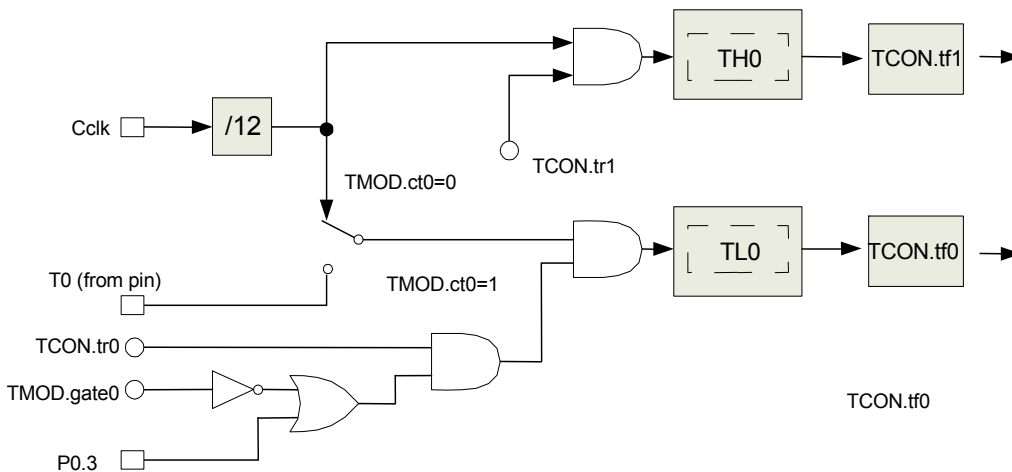 TH0
TCON.tf1
Cclk
/12
TCON.tr1
TMOD.ct0=0
TL0
TCON.tf0
T0 (from pin)
TMOD.ct0=1
TCON.tr0
TMOD.gate0
TCON.tf0
P0.3